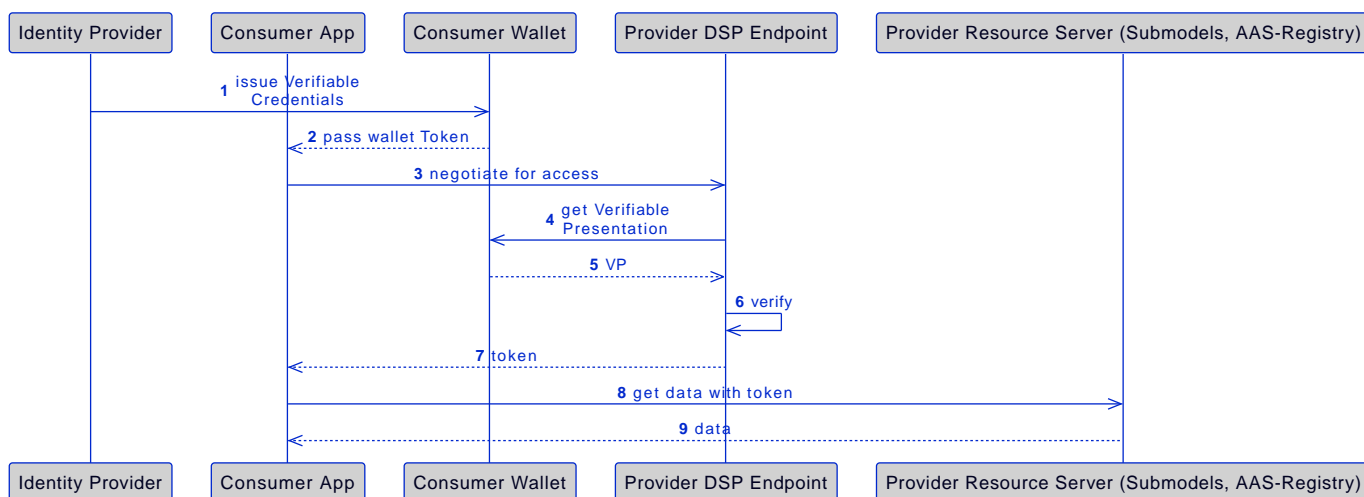 Identity Provider
Consumer App
Consumer Wallet
Provider DSP Endpoint
Provider Resource Server (Submodels, AAS-Registry)
1 issue Verifiable
Credentials
2 pass wallet Token
3 negotiate for access
4 get Verifiable
Presentation
5 VP
6 verify
7 token
8 get data with token
9 data
Identity Provider
Consumer App
Consumer Wallet
Provider DSP Endpoint
Provider Resource Server (Submodels, AAS-Registry)